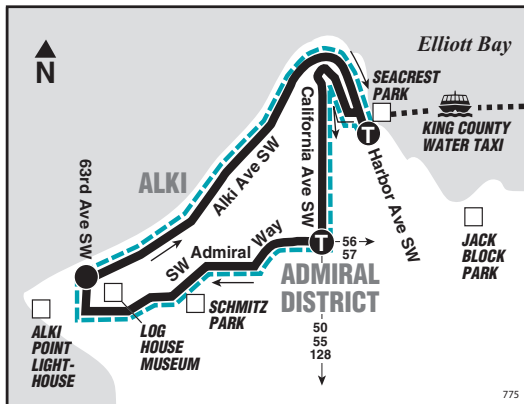 Elliott Bay
N
SEACREST
PARK
KING COUNTY
WATER TAXI
California Ave SW
T
Harbor Ave SW
ALKI
Alki Ave SW
63rd Ave SW
SW Admiral Way
T
56
57
JACK
BLOCK
PARK
ADMIRAL
DISTRICT
SCHMITZ
PARK
LOG
HOUSE
MUSEUM
ALKI
POINT
LIGHT-
HOUSE
50
55
128
775